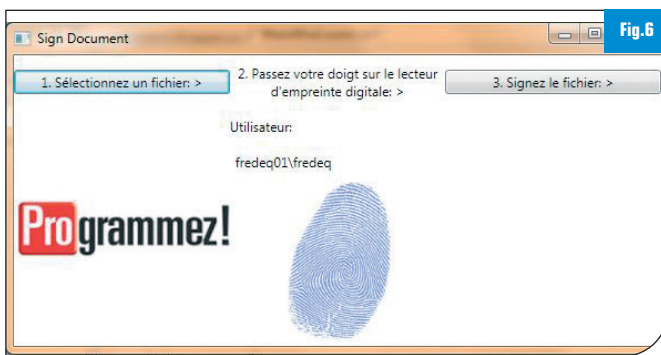 Fig.6
Sign Document
1. Sélectionnez un fichier: >
2. Passez votre doigt sur le lecteur
d'empreinte digitale: >
3. Signez le fichier: >
Utilisateur:
fredeq01\fredeq
Programmez!